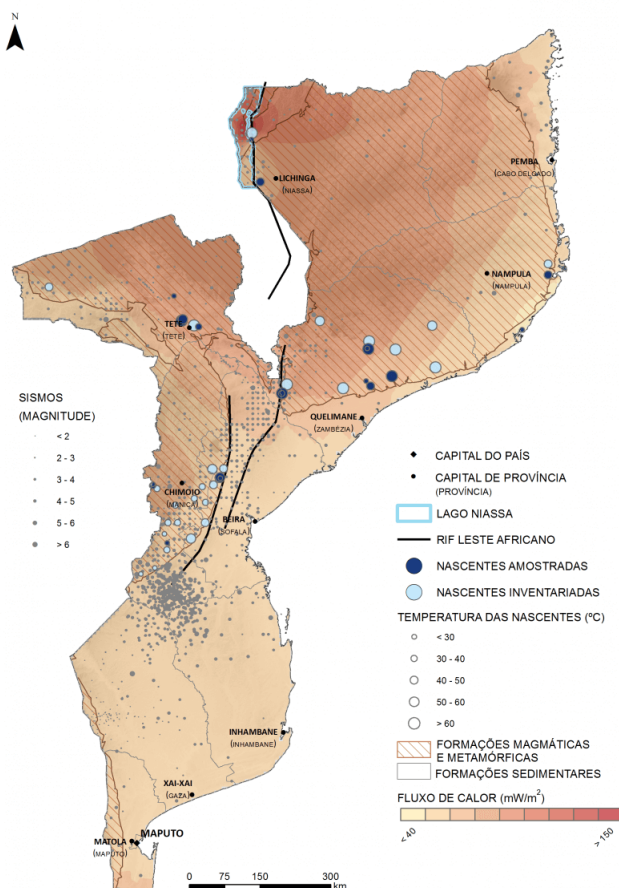 N
LICHINGA
(NIASSA)
PEMBA
(CABO DELGADO)
NAMPULA
(NAMPULA)
TETE
(TETE)
QUELIMANE
(ZAMBÉZIA)
CHIMOIO
(MANICA)
BEIRA
(SOFALA)
INHAMBANE
(INHAMBANE)
XAI-XAI
(GAZA)
MAPUTO
MATOLA
(MAPUTO)
SISMOS
(MAGNITUDE)
< 2
2 - 3
3 - 4
4 - 5
5 - 6
> 6
CAPITAL DO PAÍS
CAPITAL DE PROVÍNCIA
(PROVÍNCIA)
LAGO NIASSA
RIF LESTE AFRICANO
NASCENTES AMOSTRADAS
NASCENTES INVENTARIADAS
TEMPERATURA DAS NASCENTES (ºC)
< 30
30 - 40
40 - 50
50 - 60
> 60
FORMAÇÕES MAGMÁTICAS
E METAMÓRFICAS
FORMAÇÕES SEDIMENTARES
FLUXO DE CALOR (mW/m²)
< 40
> 150
0 75 150 300
km